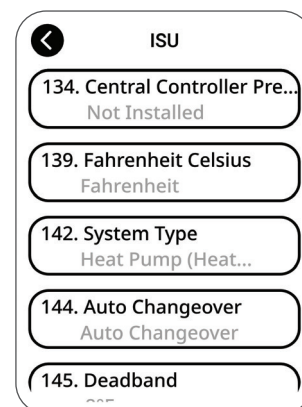 ISU
134. Central Controller Pre...
Not Installed
139. Fahrenheit Celsius
Fahrenheit
142. System Type
Heat Pump (Heat...
144. Auto Changeover
Auto Changeover
145. Deadband